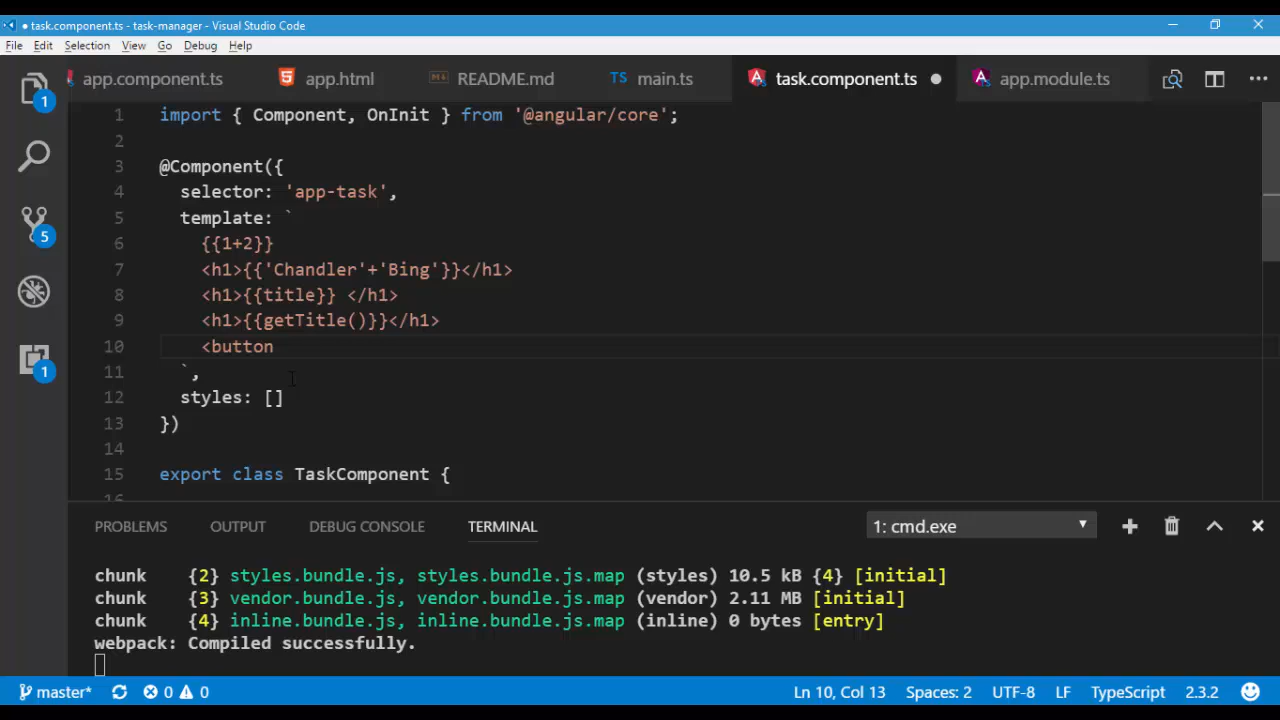 task.component.ts - task-manager - Visual Studio Code
File Edit Selection View Go Debug Help
app.component.ts app.html README.md TS main.ts task.component.ts app.module.ts
1 import { Component, OnInit } from '@angular/core';
2
3 @Component({
4 selector: 'app-task',
5 template: `
6 {{1+2}}
7 <h1>{{'Chandler'+'Bing'}}</h1>
8 <h1>{{title}} </h1>
9 <h1>{{getTitle()}}</h1>
10 <button
11 `,
12 styles: []
13 })
14
15 export class TaskComponent {
16
1
5
1
PROBLEMS OUTPUT DEBUG CONSOLE TERMINAL 1: cmd.exe
chunk {2} styles.bundle.js, styles.bundle.js.map (styles) 10.5 kB {4} [initial]
chunk {3} vendor.bundle.js, vendor.bundle.js.map (vendor) 2.11 MB [initial]
chunk {4} inline.bundle.js, inline.bundle.js.map (inline) 0 bytes [entry]
webpack: Compiled successfully.
master* 0 0 Ln 10, Col 13 Spaces: 2 UTF-8 LF TypeScript 2.3.2